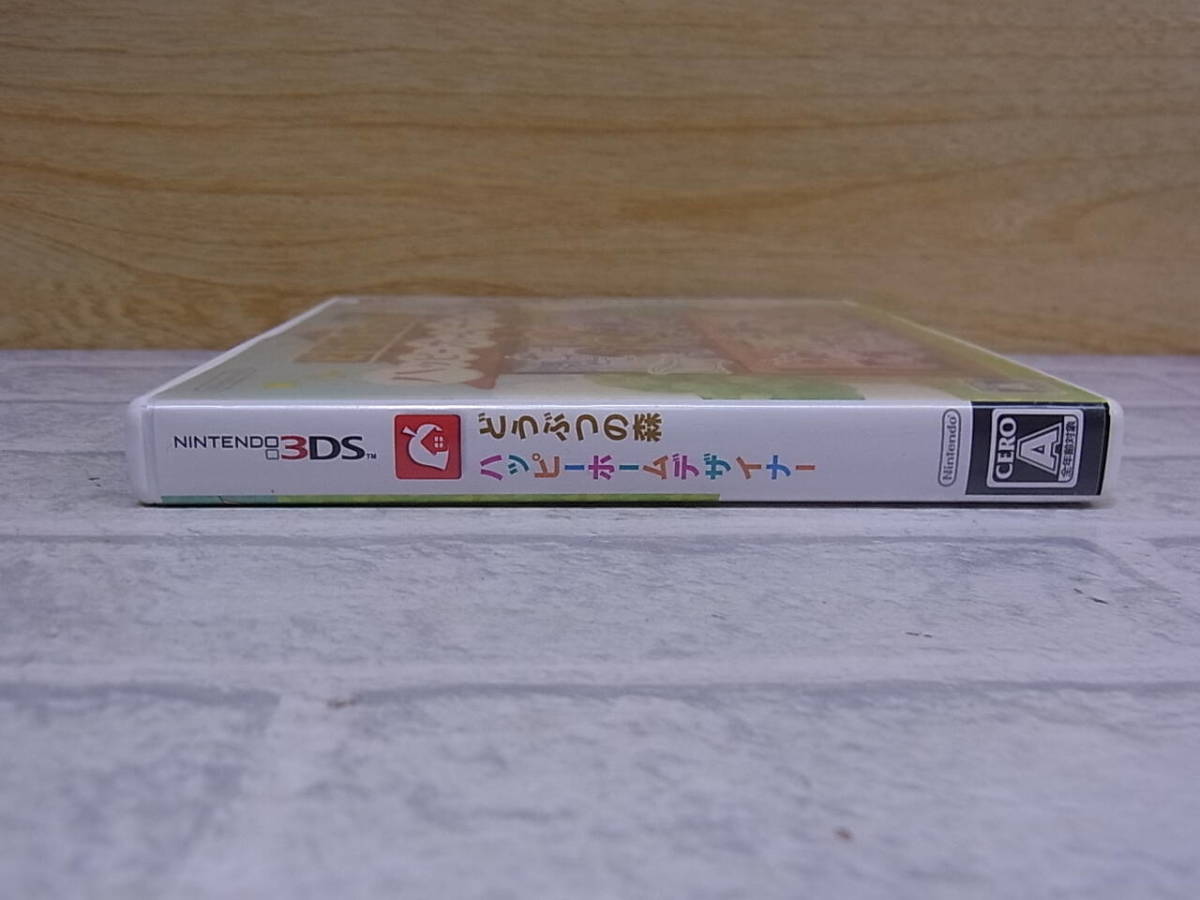 NINTENDO 3DS™
どうぶつの森
ハッピーホームデザイナー
Nintendo
CERO
A
全年齢対象